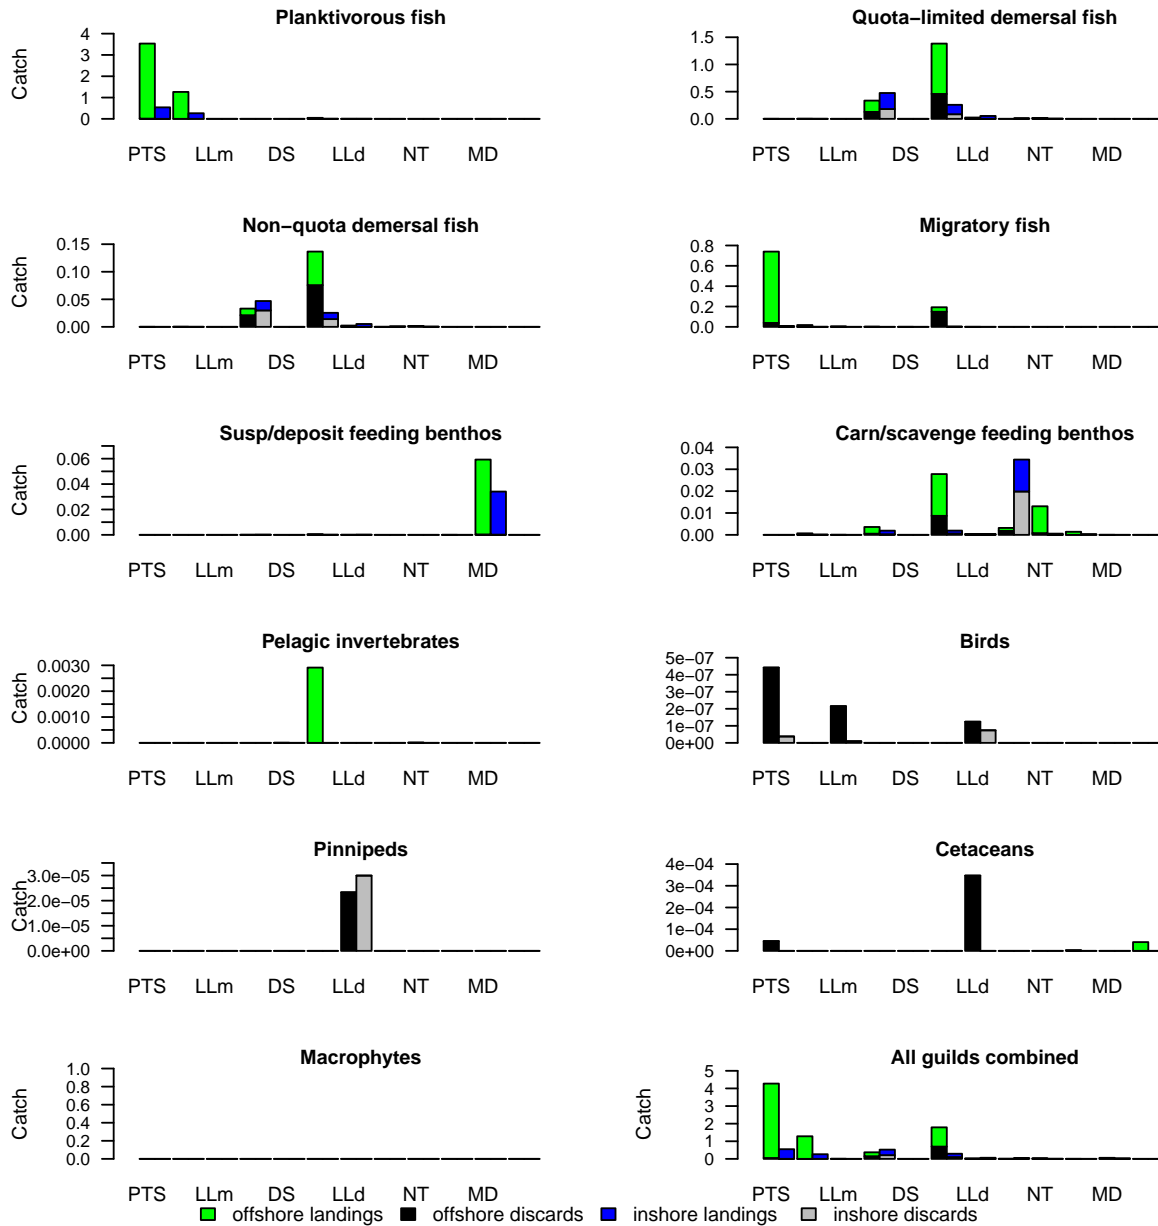 Planktivorous fish
Catch
4
3
2
1
0
PTS LLm DS LLd NT MD
Quota−limited demersal fish
1.5
1.0
0.5
0.0
PTS LLm DS LLd NT MD
Non−quota demersal fish
Catch
0.15
0.10
0.05
0.00
PTS LLm DS LLd NT MD
Migratory fish
0.8
0.6
0.4
0.2
0.0
PTS LLm DS LLd NT MD
Susp/deposit feeding benthos
Catch
0.06
0.04
0.02
0.00
PTS LLm DS LLd NT MD
Carn/scavenge feeding benthos
0.04
0.03
0.02
0.01
0.00
PTS LLm DS LLd NT MD
Pelagic invertebrates
Catch
0.0030
0.0020
0.0010
0.0000
PTS LLm DS LLd NT MD
Birds
5e−07
4e−07
3e−07
2e−07
1e−07
0e+00
PTS LLm DS LLd NT MD
Pinnipeds
Catch
3.0e−05
2.0e−05
1.0e−05
0.0e+00
PTS LLm DS LLd NT MD
Cetaceans
4e−04
3e−04
2e−04
1e−04
0e+00
PTS LLm DS LLd NT MD
Macrophytes
Catch
1.0
0.8
0.6
0.4
0.2
0.0
PTS LLm DS LLd NT MD
All guilds combined
Catch
5
4
3
2
1
0
PTS LLm DS LLd NT MD
offshore landings offshore discards inshore landings inshore discards